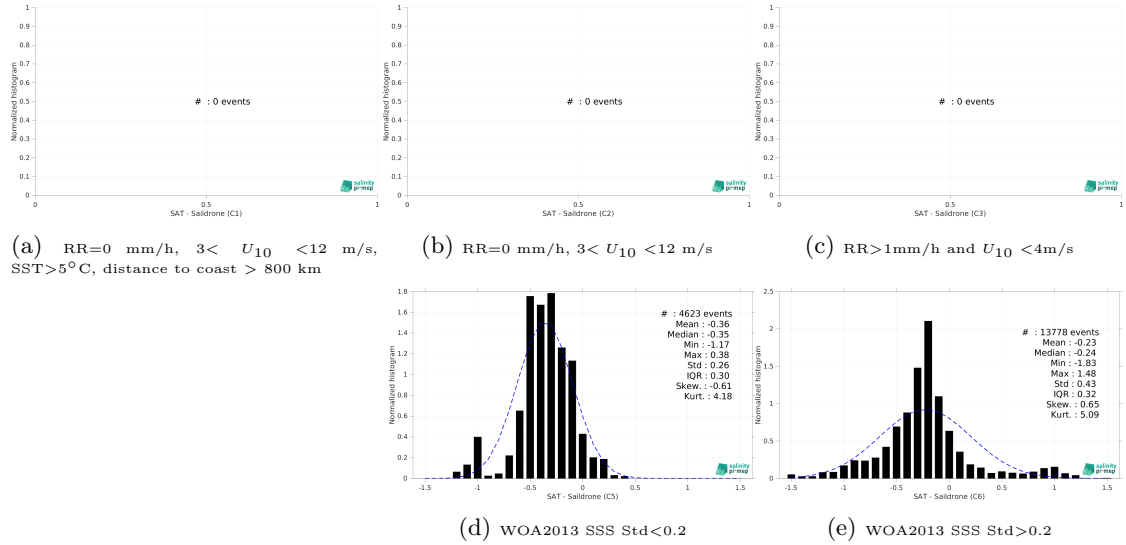 1
0.9
0.8
0.7
0.6
0.5
0.4
0.3
0.2
0.1
0
Normalized histogram
# : 0 events
0 0.5 1
SAT - Saildrone (C1)
salinity
pi-mep
1
0.9
0.8
0.7
0.6
0.5
0.4
0.3
0.2
0.1
0
Normalized histogram
# : 0 events
0 0.5 1
SAT - Saildrone (C2)
salinity
pi-mep
1
0.9
0.8
0.7
0.6
0.5
0.4
0.3
0.2
0.1
0
Normalized histogram
# : 0 events
0 0.5 1
SAT - Saildrone (C3)
salinity
pi-mep
(a) RR=0 mm/h, 3< U10 <12 m/s,
SST>5°C, distance to coast > 800 km
(b) RR=0 mm/h, 3< U10 <12 m/s
(c) RR>1mm/h and U10 <4m/s
1.8
1.6
1.4
1.2
1
0.8
0.6
0.4
0.2
0
Normalized histogram
# : 4623 events
Mean : -0.36
Median : -0.35
Min : -1.17
Max : 0.38
Std : 0.26
IQR : 0.30
Skew. : -0.61
Kurt. : 4.18
-1.5 -1 -0.5 0 0.5 1 1.5
SAT - Saildrone (C5)
salinity
pi-mep
2.5
2
1.5
1
0.5
0
Normalized histogram
# : 13778 events
Mean : -0.23
Median : -0.24
Min : -1.83
Max : 1.48
Std : 0.43
IQR : 0.32
Skew. : 0.65
Kurt. : 5.09
-1.5 -1 -0.5 0 0.5 1 1.5
SAT - Saildrone (C6)
salinity
pi-mep
(d) WOA2013 SSS Std<0.2
(e) WOA2013 SSS Std>0.2